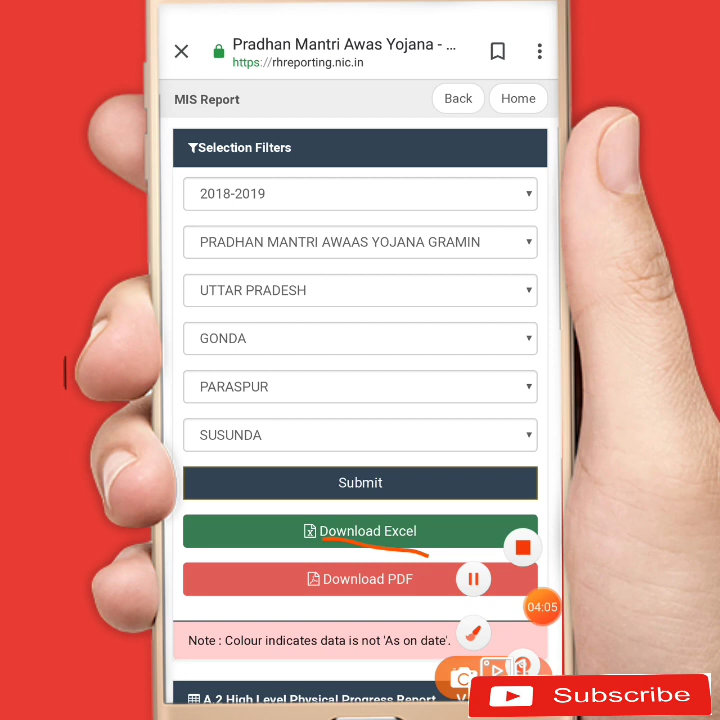 Pradhan Mantri Awas Yojana - ...
https://rhreporting.nic.in
MIS Report
Back
Home
Selection Filters
2018-2019
PRADHAN MANTRI AWAAS YOJANA GRAMIN
UTTAR PRADESH
GONDA
PARASPUR
SUSUNDA
Submit
Download Excel
Download PDF
04:05
Note : Colour indicates data is not 'As on date'.
A.2 High Level Physical Progress Report
Subscribe